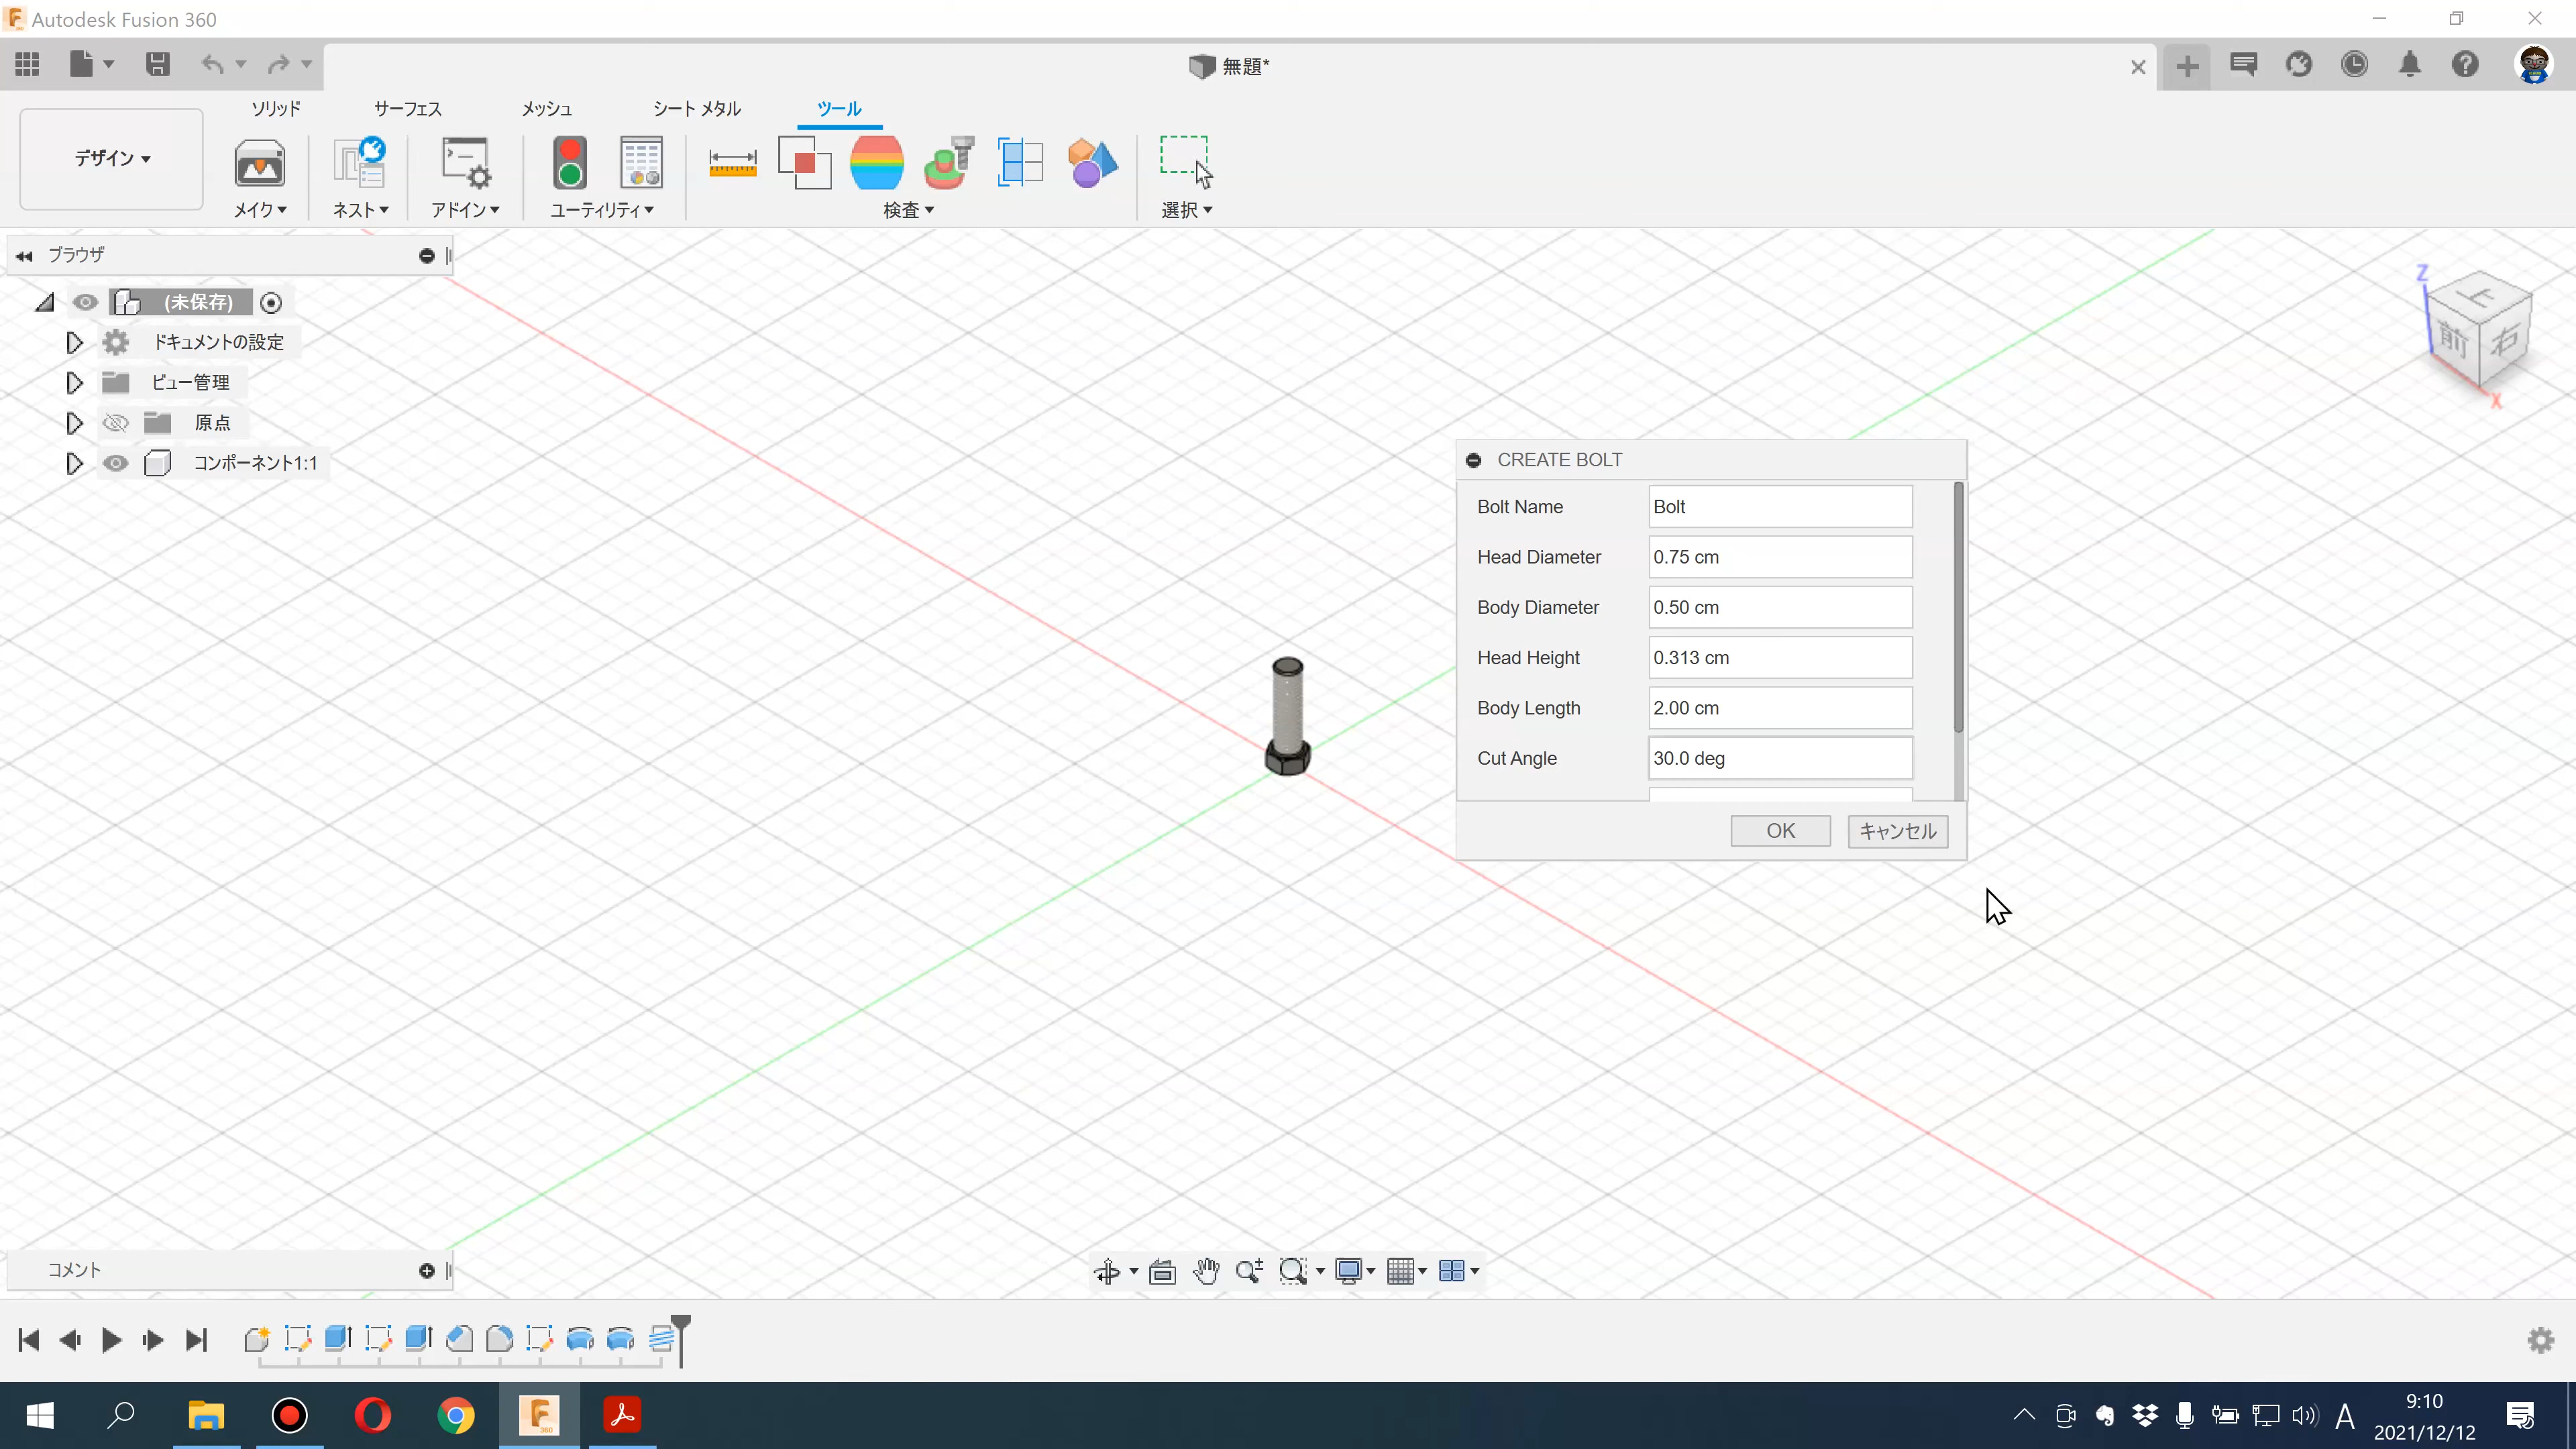 Autodesk Fusion 360
無題*
ソリッド
サーフェス
メッシュ
シート メタル
ツール
デザイン
メイク
ネスト
アドイン
ユーティリティ
検査
選択
ブラウザ
(未保存)
ドキュメントの設定
ビュー管理
原点
コンポーネント1:1
Z
上
前
右
X
CREATE BOLT
Bolt Name
Bolt
Head Diameter
0.75 cm
Body Diameter
0.50 cm
Head Height
0.313 cm
Body Length
2.00 cm
Cut Angle
30.0 deg
OK
キャンセル
コメント
F
360
A
9:10
2021/12/12